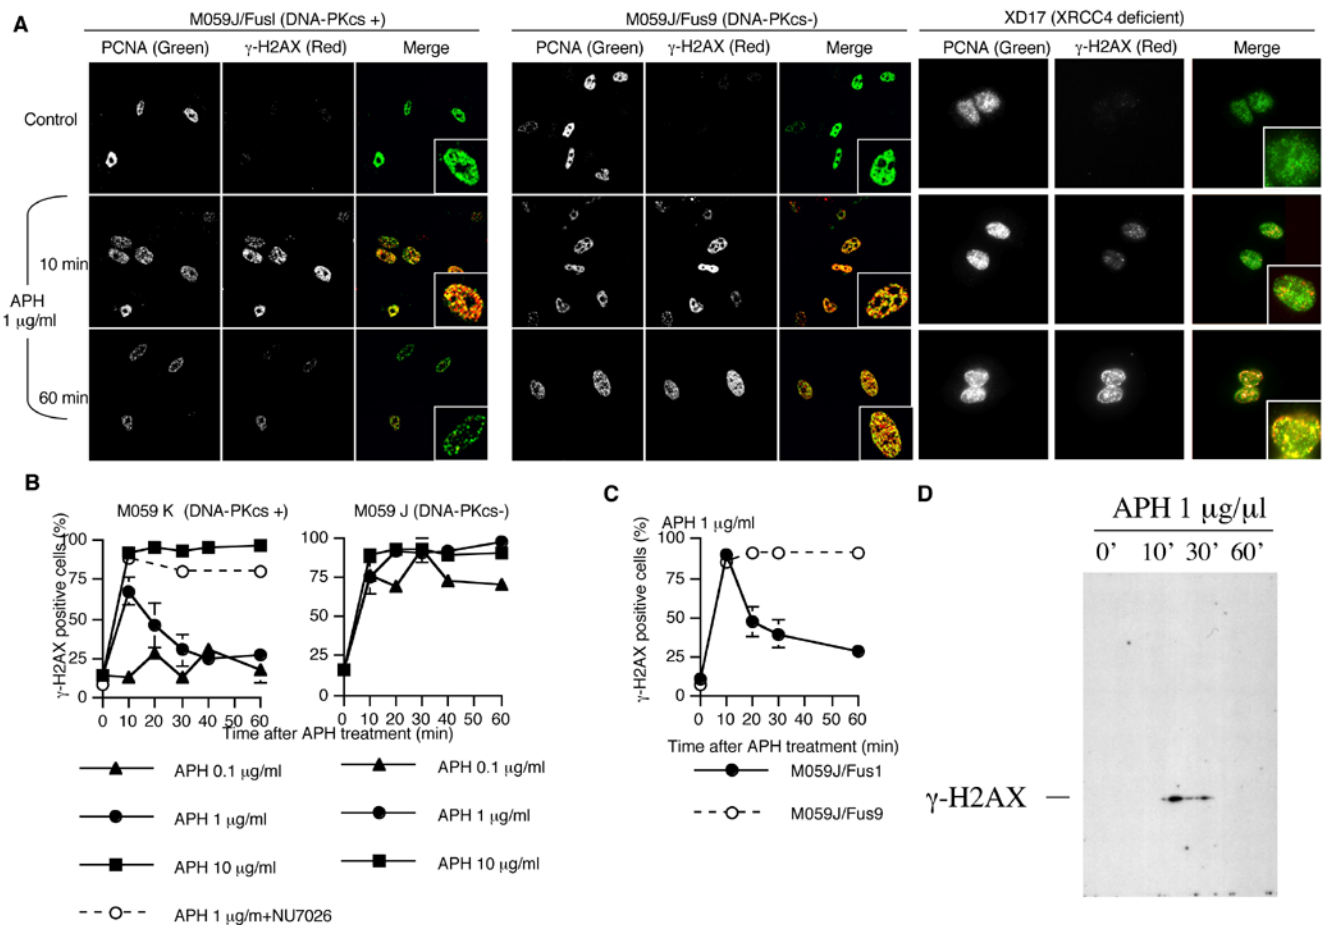 A
M059J/FusI (DNA-PKcs +)
M059J/Fus9 (DNA-PKcs-)
XD17 (XRCC4 deficient)
PCNA (Green) γ-H2AX (Red) Merge
PCNA (Green) γ-H2AX (Red) Merge
PCNA (Green) γ-H2AX (Red) Merge
Control
10 min
APH
1 μg/ml
60 min
B
M059 K (DNA-PKcs +)
M059 J (DNA-PKcs-)
γ-H2AX positive cells (%)
100
75
50
25
0
0 10 20 30 40 50 60
100
75
50
25
0
0 10 20 30 40 50 60
Time after APH treatment (min)
APH 0.1 μg/ml
APH 1 μg/ml
APH 10 μg/ml
APH 1 μg/m+NU7026
APH 0.1 μg/ml
APH 1 μg/ml
APH 10 μg/ml
C
APH 1 μg/ml
γ-H2AX positive cells (%)
100
75
50
25
0
0 10 20 30 40 50 60
Time after APH treatment (min)
M059J/Fus1
M059J/Fus9
D
APH 1 μg/μl
0’ 10’ 30’ 60’
γ-H2AX